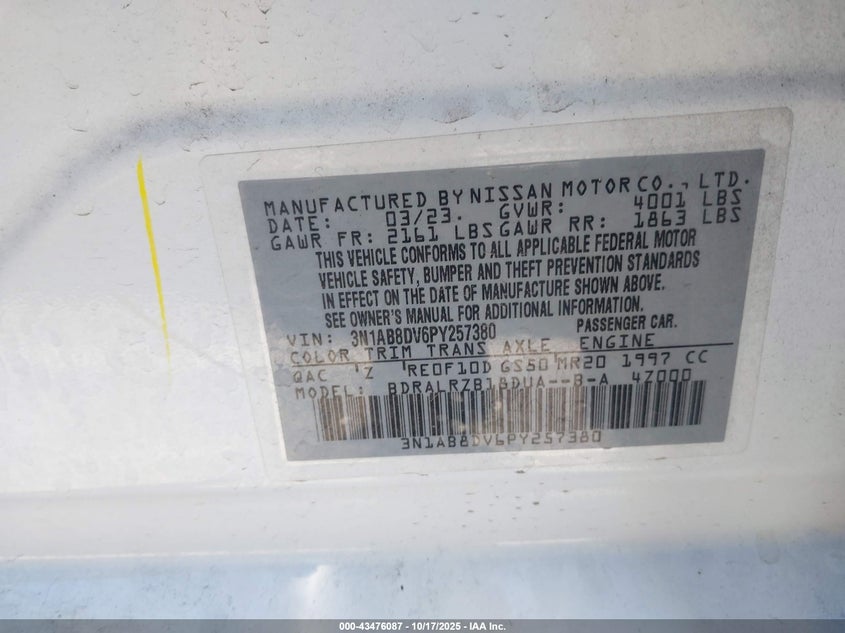 MANUFACTURED BY NISSAN MOTOR CO., LTD.
DATE: 03/23. GVWR: 4001 LBS
GAWR FR: 2161 LBS GAWR RR: 1863 LBS
THIS VEHICLE CONFORMS TO ALL APPLICABLE FEDERAL MOTOR
VEHICLE SAFETY, BUMPER AND THEFT PREVENTION STANDARDS
IN EFFECT ON THE DATE OF MANUFACTURE SHOWN ABOVE.
SEE OWNER'S MANUAL FOR ADDITIONAL INFORMATION.
VIN: 3N1AB8DV6PY257380 PASSENGER CAR.
COLOR TRIM TRANS AXLE ENGINE
QAC Z RE0F10D GS50 MR20 1997 CC
MODEL: BDRALRZB18DUA--B-A 4Z000
3N1AB8DV6PY257380
000-43476087 - 10/17/2025 - IAA Inc.